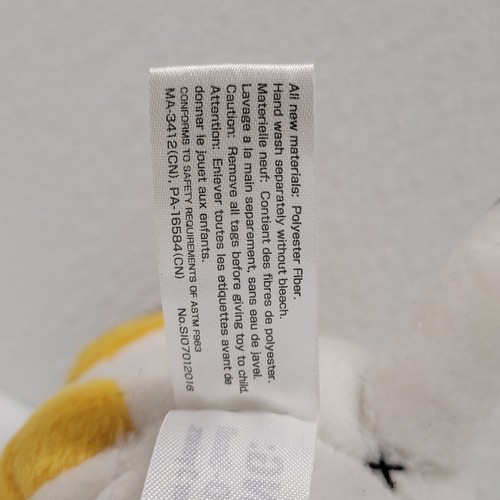 All new materials: Polyester Fiber.
Hand wash separately without bleach.
Materielle neuf: Contient des fibres de polyester.
Lavage a la main separement, sans eau de javel.
Caution: Remove all tags before giving toy to child.
Attention: Enlever toutes les etiquettes avant de
donner le jouet aux enfants.
CONFORMS TO SAFETY REQUIREMENTS OF ASTM F963
MA-3412(CN), PA-16584(CN) No.SI07012016